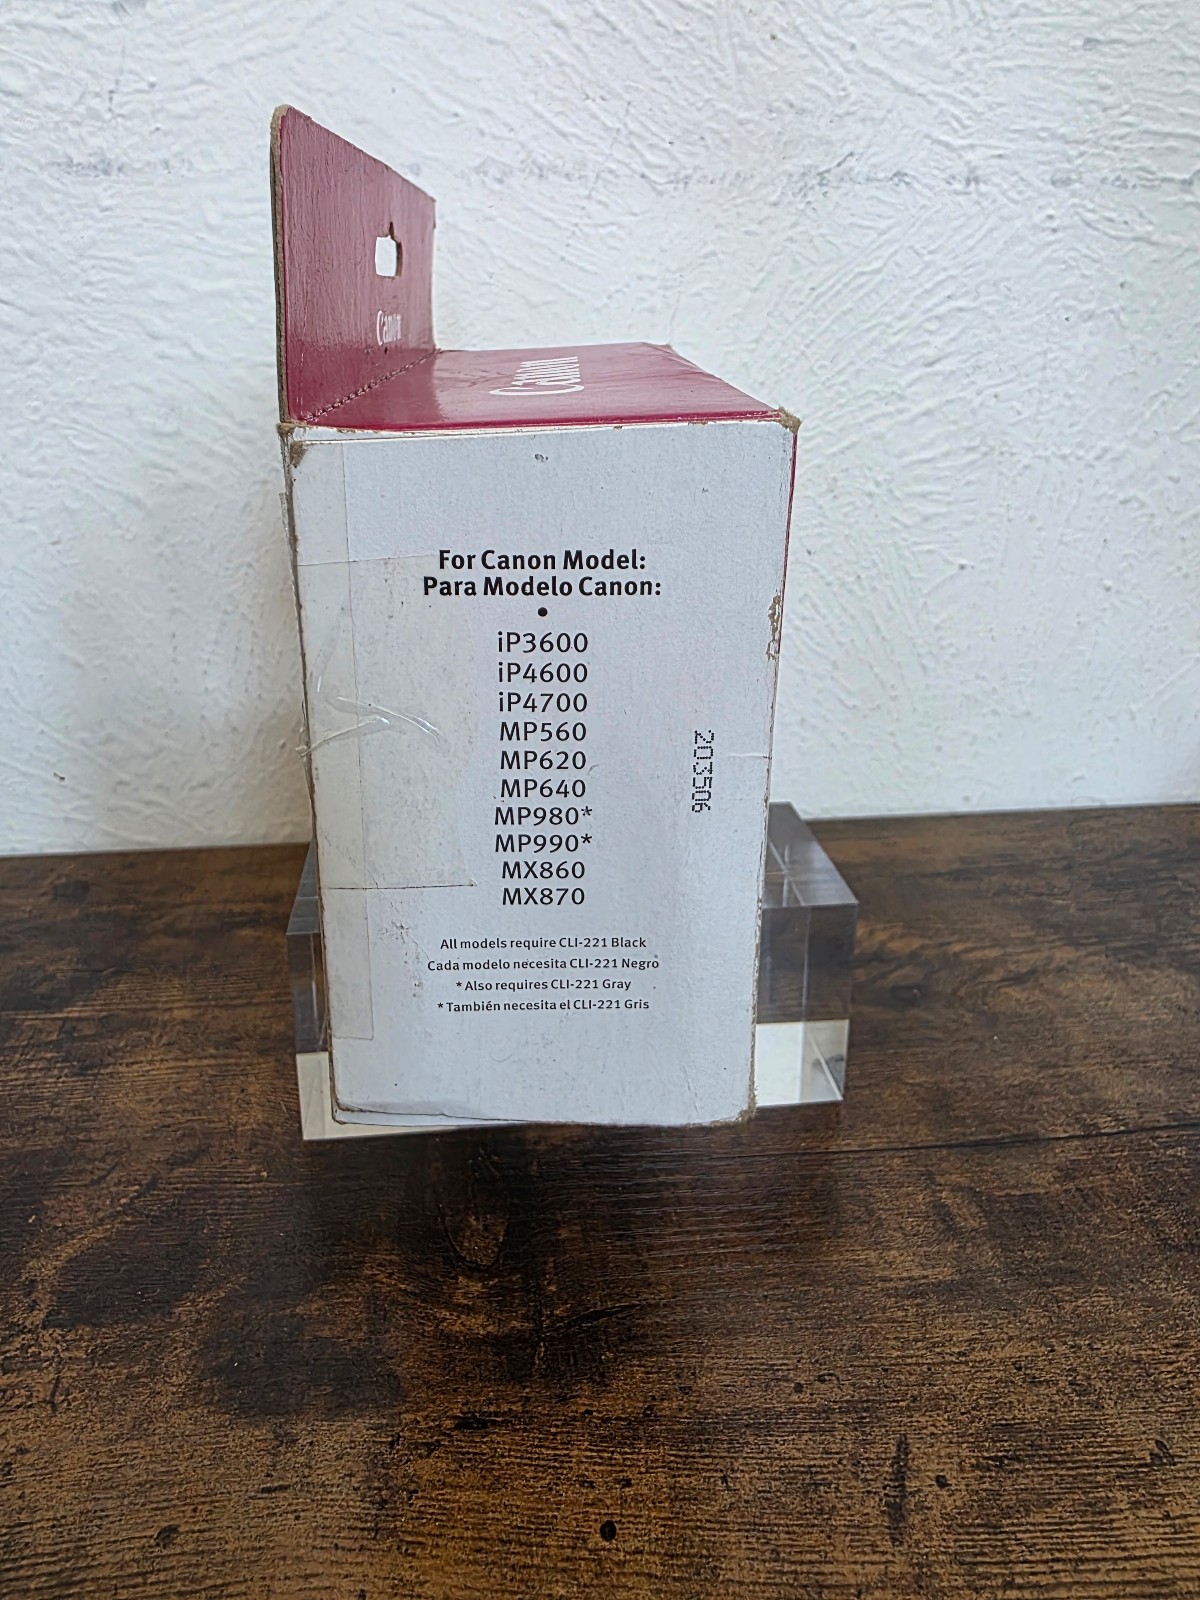 Canon
Canon
For Canon Model:
Para Modelo Canon:
•
iP3600
iP4600
iP4700
MP560
MP620
MP640
MP980*
MP990*
MX860
MX870
203506
All models require CLI-221 Black
Cada modelo necesita CLI-221 Negro
* Also requires CLI-221 Gray
* También necesita el CLI-221 Gris